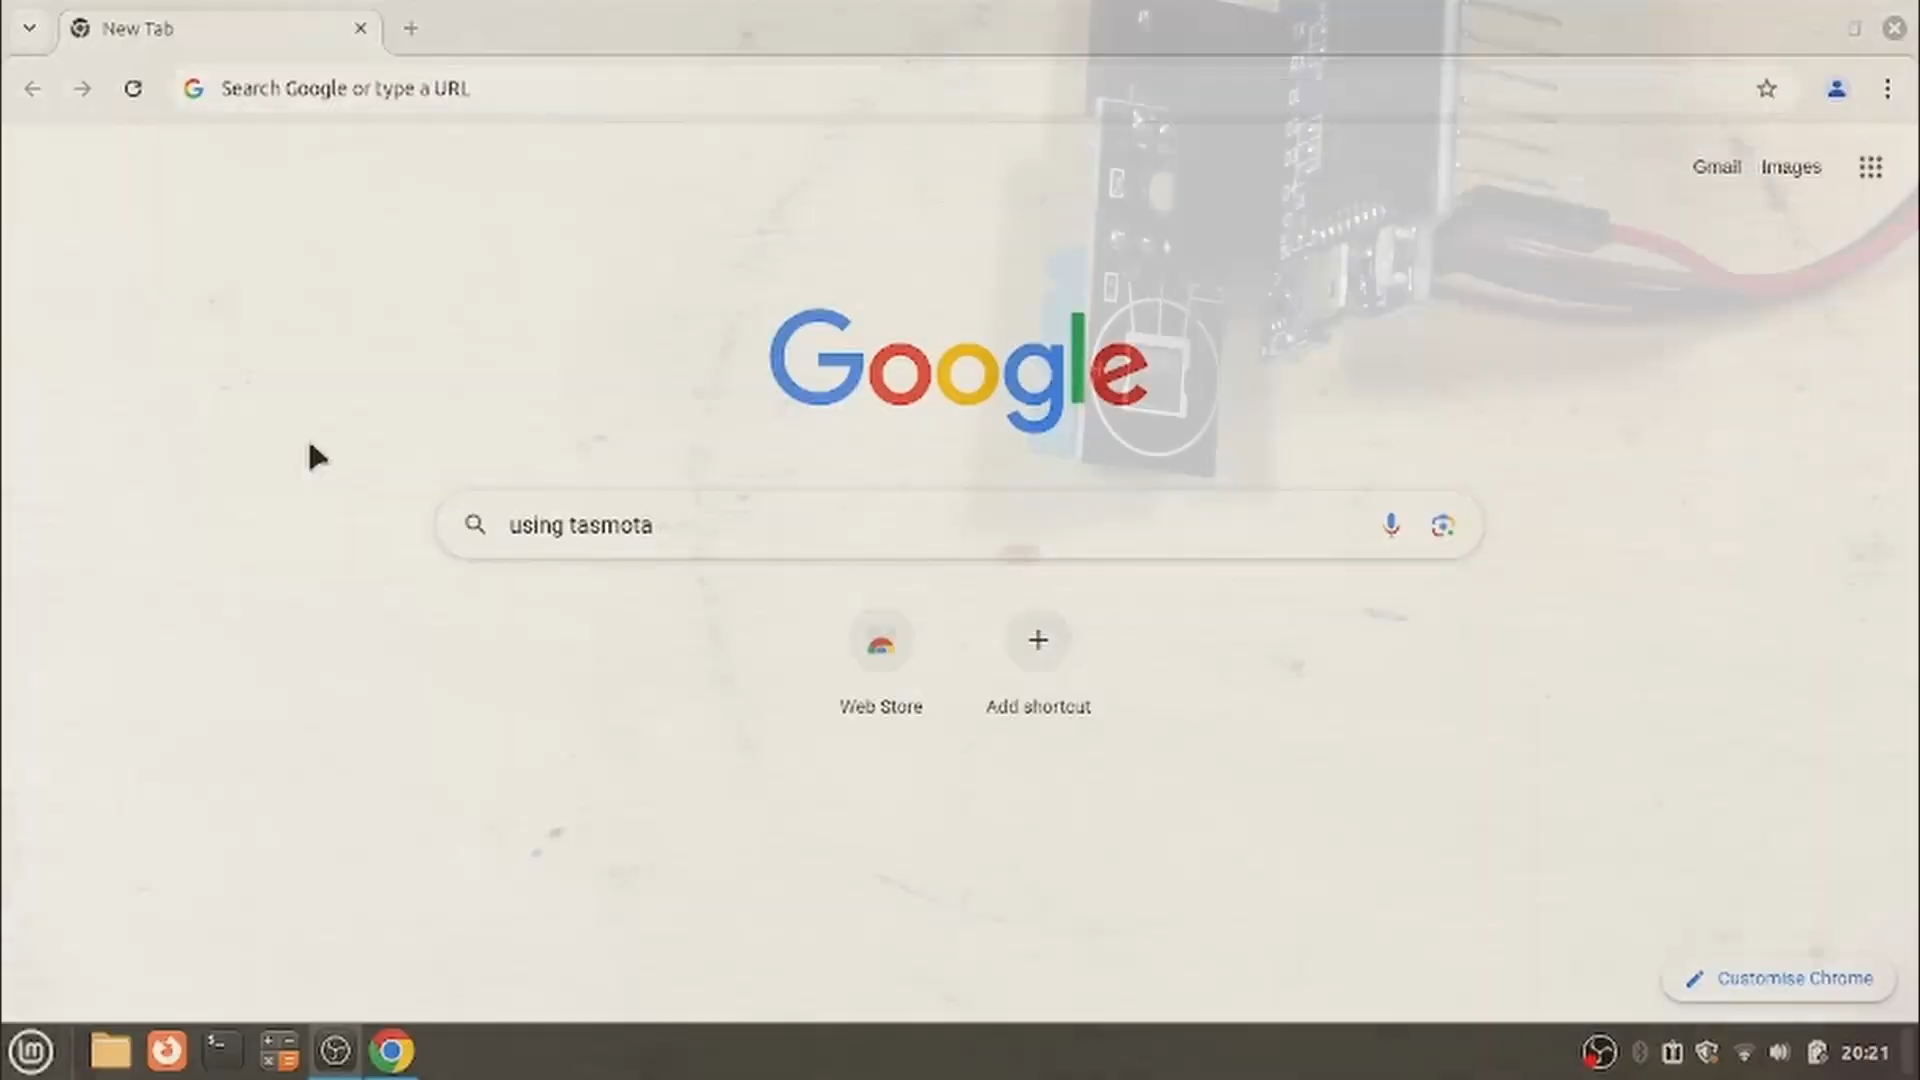 New Tab
Search Google or type a URL
Gmail Images
Google
using tasmota
Web Store
Add shortcut
Customise Chrome
20:21